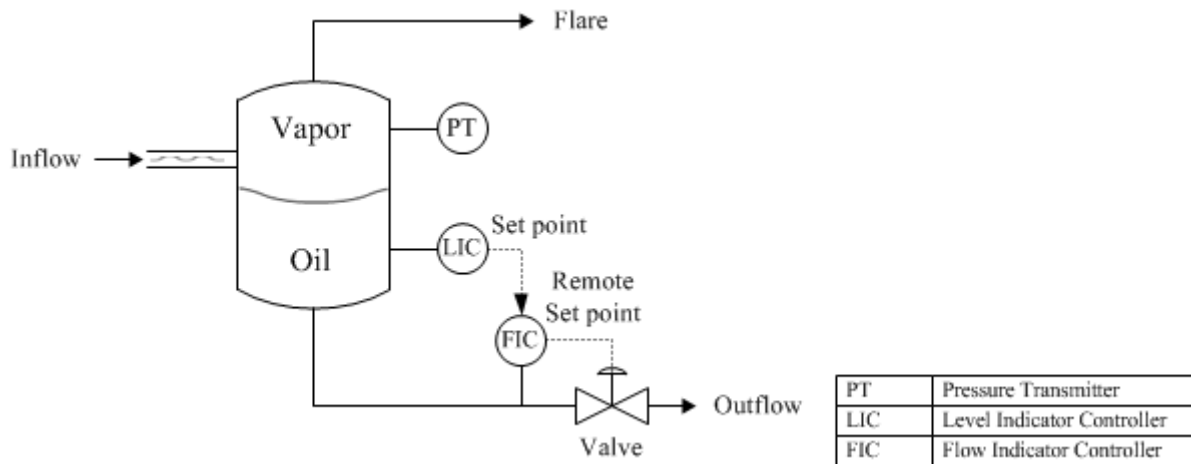 Flare
Vapor
PT
Inflow
Set point
LIC
Oil
Remote
Set point
FIC
Outflow
Valve
PT Pressure Transmitter
LIC Level Indicator Controller
FIC Flow Indicator Controller